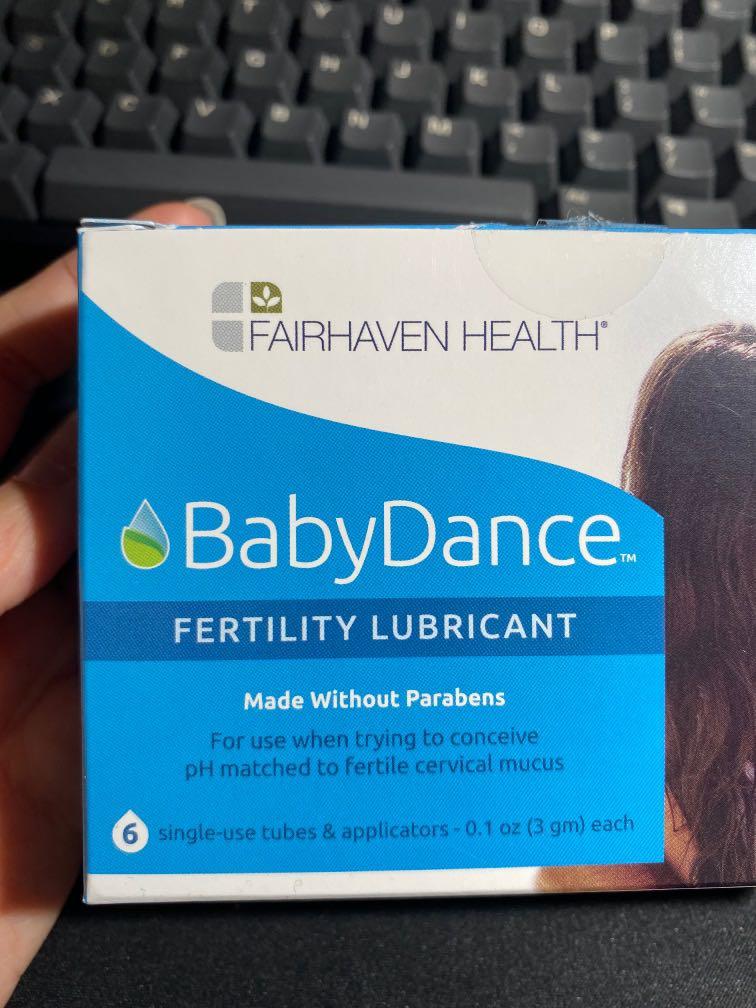 Y U I O P
G H J K L
X C V B N M
FAIRHAVEN HEALTH®
BabyDance™
FERTILITY LUBRICANT
Made Without Parabens
For use when trying to conceive
pH matched to fertile cervical mucus
6 single-use tubes & applicators - 0.1 oz (3 gm) each